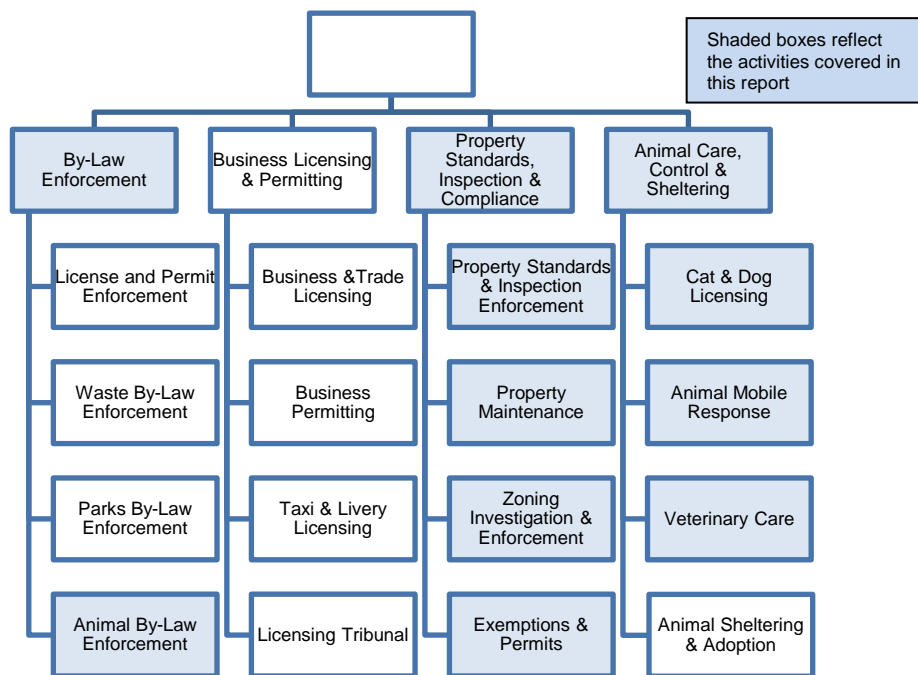 Shaded boxes reflect
the activities covered in
this report
By-Law
Enforcement
Business Licensing
& Permitting
Property
Standards,
Inspection &
Compliance
Animal Care,
Control &
Sheltering
License and Permit
Enforcement
Business &Trade
Licensing
Property Standards
& Inspection
Enforcement
Cat & Dog
Licensing
Waste By-Law
Enforcement
Business
Permitting
Property
Maintenance
Animal Mobile
Response
Parks By-Law
Enforcement
Taxi & Livery
Licensing
Zoning
Investigation &
Enforcement
Veterinary Care
Animal By-Law
Enforcement
Licensing Tribunal
Exemptions &
Permits
Animal Sheltering
& Adoption